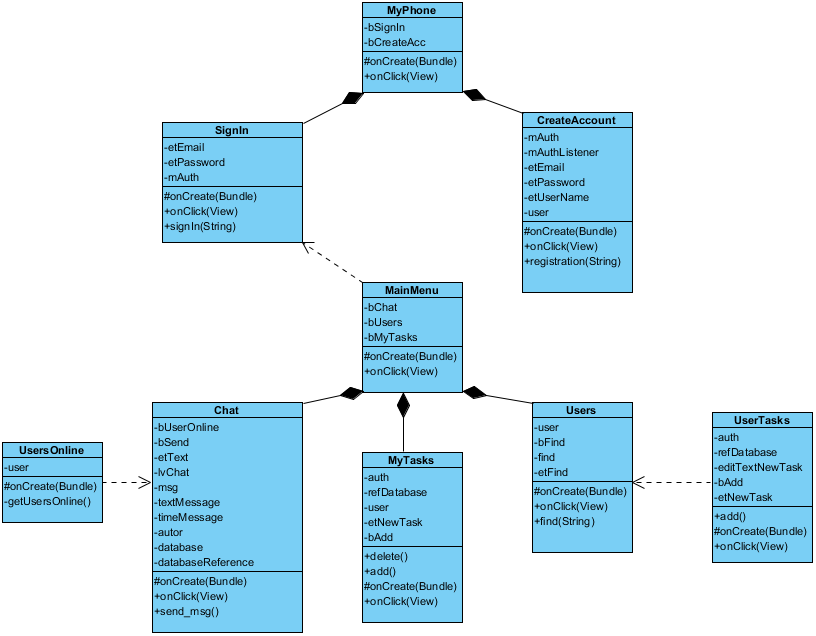 MyPhone
-bSignIn
-bCreateAcc
#onCreate(Bundle)
+onClick(View)
SignIn
-etEmail
-etPassword
-mAuth
#onCreate(Bundle)
+onClick(View)
+signIn(String)
CreateAccount
-mAuth
-mAuthListener
-etEmail
-etPassword
-etUserName
-user
#onCreate(Bundle)
+onClick(View)
+registration(String)
MainMenu
-bChat
-bUsers
-bMyTasks
#onCreate(Bundle)
+onClick(View)
UsersOnline
-user
#onCreate(Bundle)
-getUsersOnline()
Chat
-bUserOnline
-bSend
-etText
-lvChat
-msg
-textMessage
-timeMessage
-autor
-database
-databaseReference
#onCreate(Bundle)
+onClick(View)
+send_msg()
MyTasks
-auth
-refDatabase
-user
-etNewTask
-bAdd
+delete()
+add()
#onCreate(Bundle)
+onClick(View)
Users
-user
-bFind
-find
-etFind
#onCreate(Bundle)
+onClick(View)
+find(String)
UserTasks
-auth
-refDatabase
-editTextNewTask
-bAdd
-etNewTask
+add()
#onCreate(Bundle)
+onClick(View)